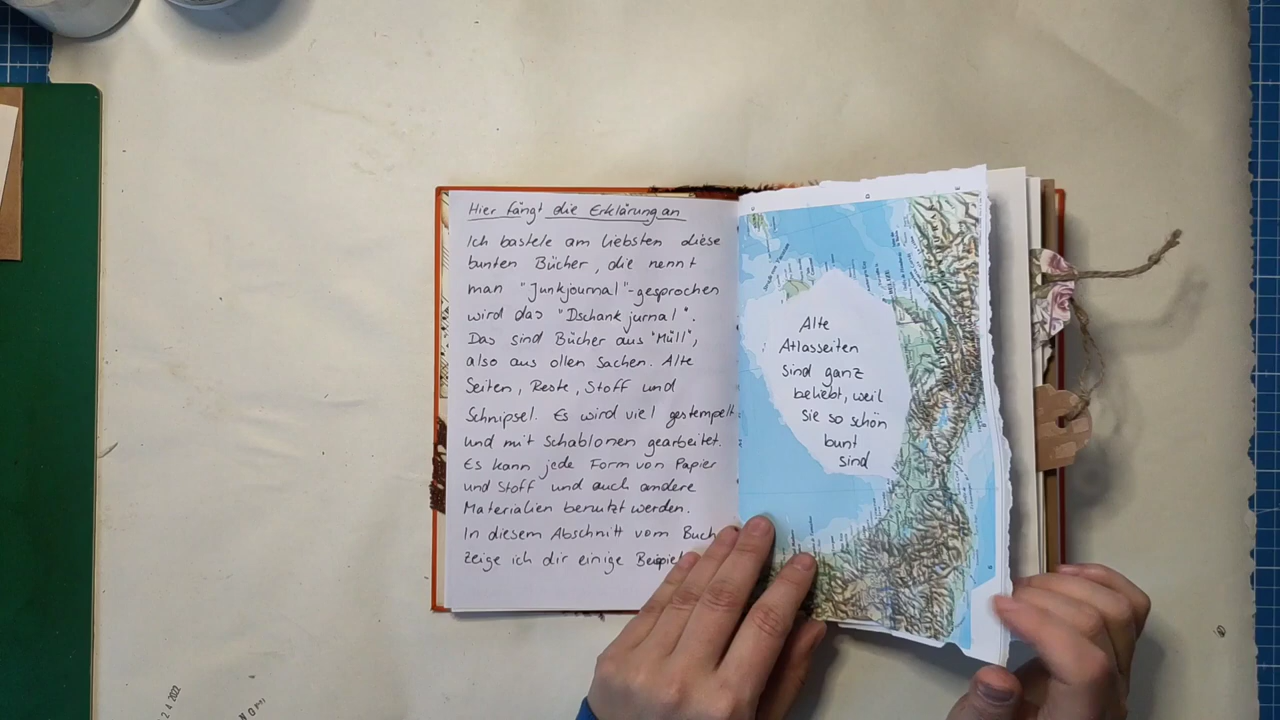 Hier fängt die Erklärung an
Ich bastele am liebsten diese
bunten Bücher, die nennt
man "Junkjournal"-gesprochen
wird das "Dschank jurnal".
Das sind Bücher aus "Müll",
also aus ollen Sachen. Alte
Seiten, Reste, Stoff und
Schnipsel. Es wird viel gestempelt
und mit Schablonen gearbeitet.
Es kann jede Form von Papier
und Stoff und auch andere
Materialien benutzt werden.
In diesem Abschnitt vom Buch
zeige ich dir einige Beispiel
Alte
Atlasseiten
sind ganz
beliebt, weil
sie so schön
bunt
sind